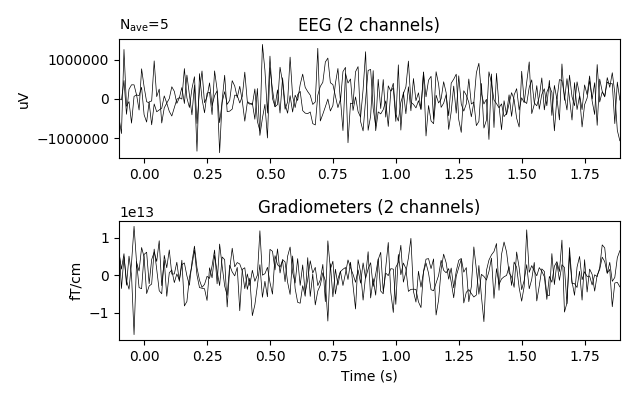 N_ave=5
EEG (2 channels)
1000000
0
−1000000
uV
0.00 0.25 0.50 0.75 1.00 1.25 1.50 1.75
1e13
Gradiometers (2 channels)
1
0
−1
fT/cm
0.00 0.25 0.50 0.75 1.00 1.25 1.50 1.75
Time (s)